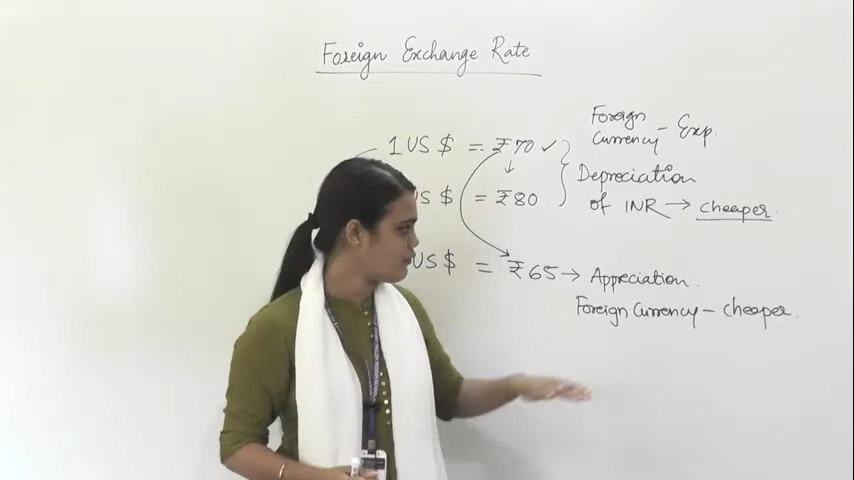 Foreign Exchange Rate
1 US $ = ₹70 ✓
US $ = ₹80
US $ = ₹65 → Appreciation
Foreign Currency - cheaper.
Foreign
Currency - Exp.
Depreciation
of INR → cheaper.